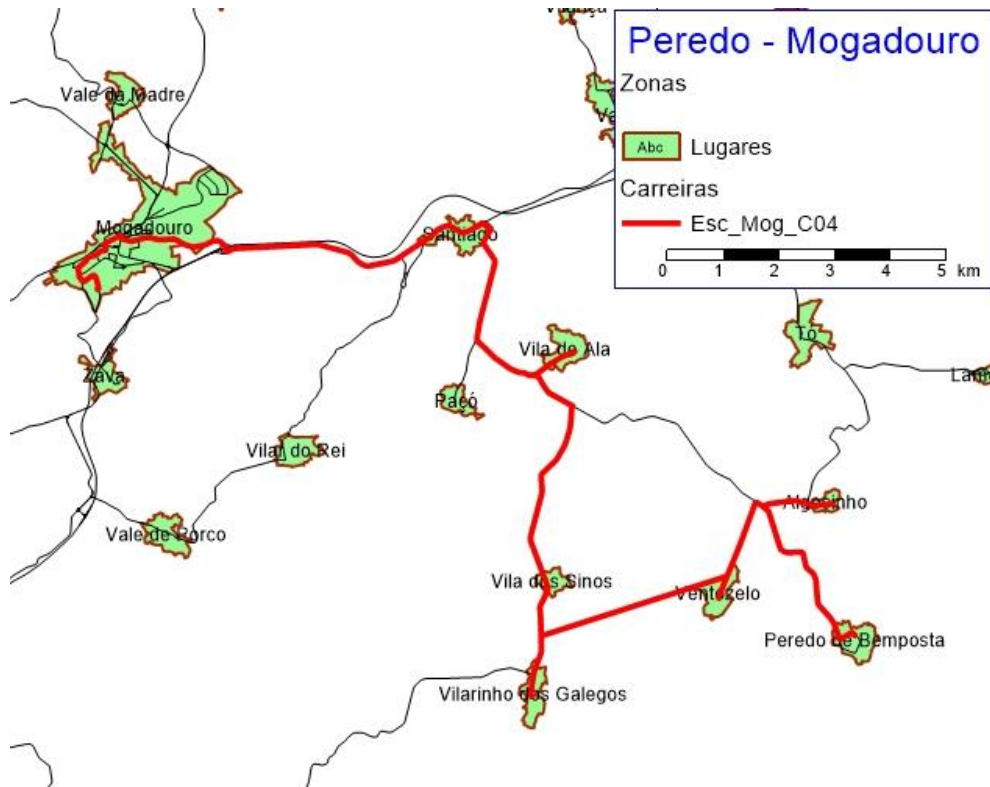 Peredo - Mogadouro
Zonas
Abc Lugares
Carreiras
Esc_Mog_C04
0 1 2 3 4 5 km
Vale da Madre
Mogadouro
Santiago
Vila de Ala
Tó
Zava
Paçó
Vilar do Rei
Algosinho
Vale de Porco
Vila dos Sinos
Ventozelo
Peredo de Bemposta
Vilarinho dos Galegos